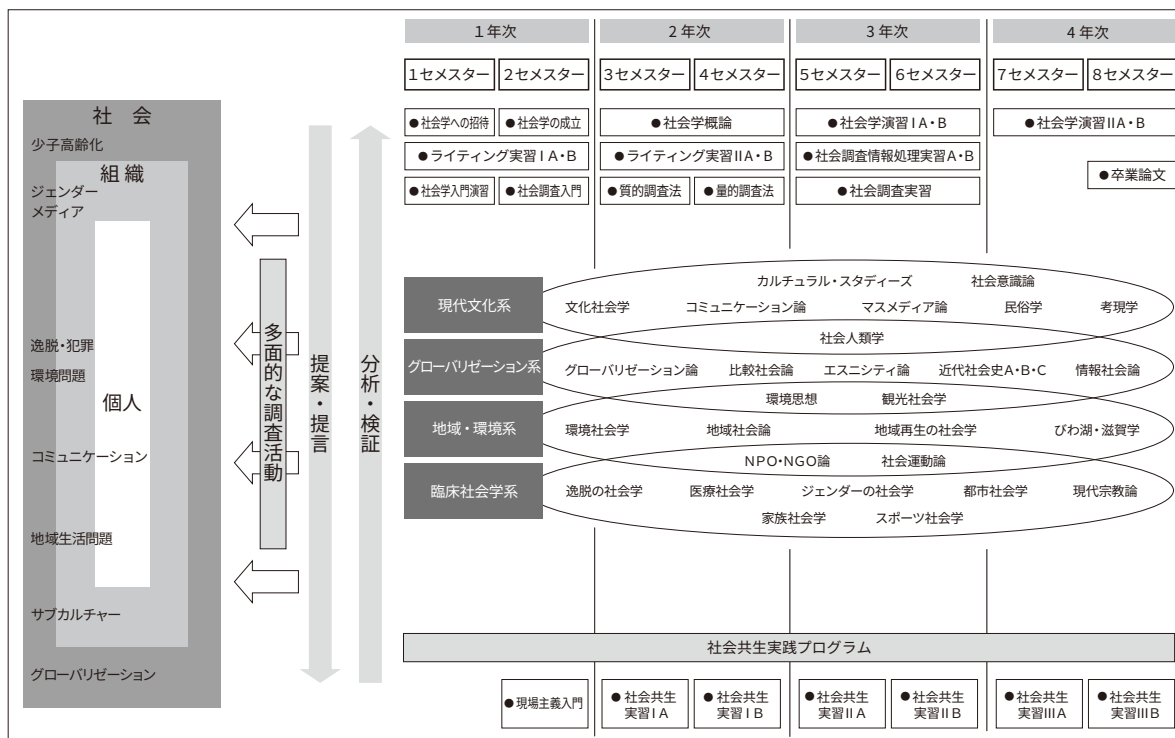 1年次 2年次 3年次 4年次
1セメスター 2セメスター 3セメスター 4セメスター 5セメスター 6セメスター 7セメスター 8セメスター
●社会学への招待 ●社会学の成立 ●社会学概論 ●社会学演習IA・B ●社会学演習IIA・B
●ライティング実習IA・B ●ライティング実習IIA・B ●社会調査情報処理実習A・B
●社会学入門演習 ●社会調査入門 ●質的調査法 ●量的調査法 ●社会調査実習
●卒業論文
社会
少子高齢化
組織
ジェンダー
メディア
逸脱・犯罪
環境問題
個人
コミュニケーション
地域生活問題
サブカルチャー
グローバリゼーション
多面的な調査活動
提案・提言
分析・検証
現代文化系
カルチュラル・スタディーズ 社会意識論
文化社会学 コミュニケーション論 マスメディア論 民俗学 考現学
社会人類学
グローバリゼーション系
グローバリゼーション論 比較社会論 エスニシティ論 近代社会史A・B・C 情報社会論
環境思想 観光社会学
地域・環境系
環境社会学 地域社会論 地域再生の社会学 びわ湖・滋賀学
NPO・NGO論 社会運動論
臨床社会学系
逸脱の社会学 医療社会学 ジェンダーの社会学 都市社会学 現代宗教論
家族社会学 スポーツ社会学
社会共生実践プログラム
●現場主義入門
●社会共生
実習IA
●社会共生
実習IB
●社会共生
実習IIA
●社会共生
実習IIB
●社会共生
実習IIIA
●社会共生
実習IIIB